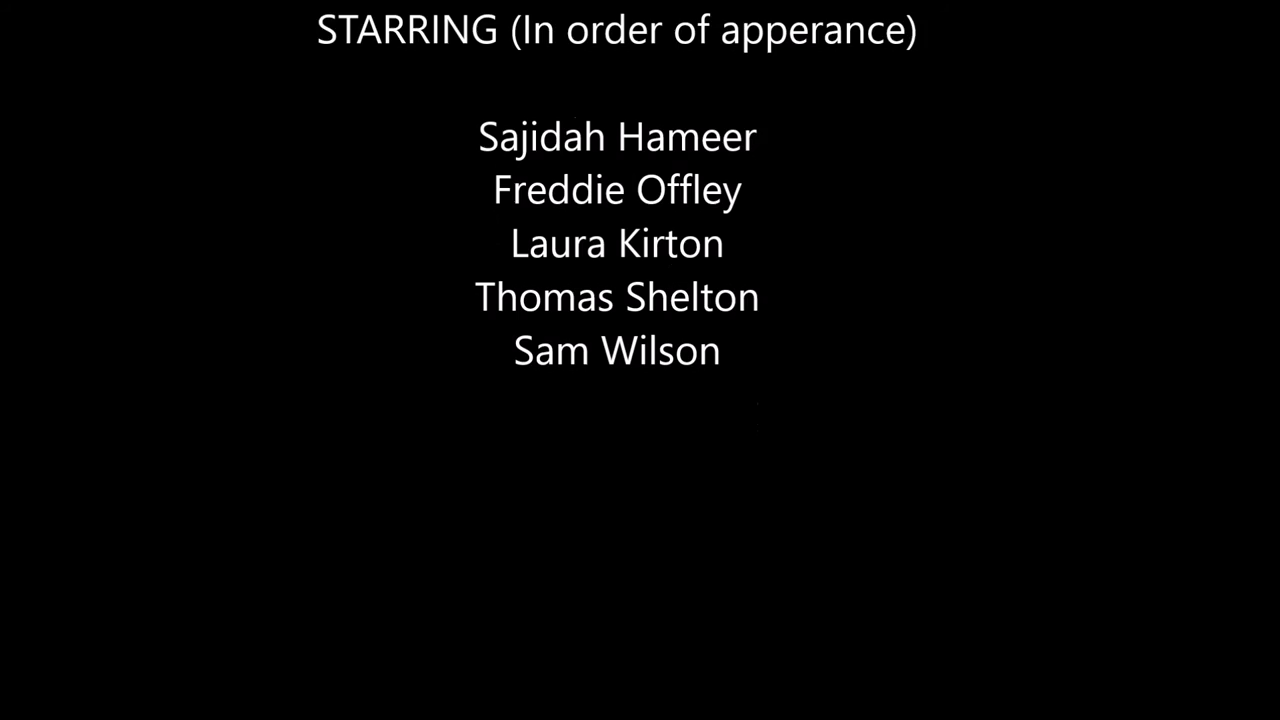 STARRING (In order of apperance)
Sajidah Hameer
Freddie Offley
Laura Kirton
Thomas Shelton
Sam Wilson